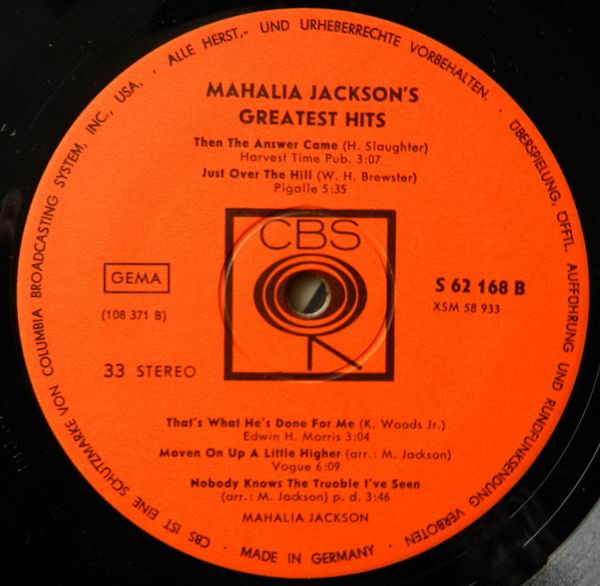 MAHALIA JACKSON'S
GREATEST HITS
Then The Answer Came (H. Slaughter)
Harvest Time Pub. 3:07
Just Over The Hill (W. H. Brewster)
Pigalle 5:35
CBS
GEMA
(108 371 B)
33 STEREO
S 62 168 B
XSM 58 933
That's What He's Done For Me (K. Woods Jr.)
Edwin H. Morris 3:04
Moven On Up A Little Higher (arr.: M. Jackson)
Vogue 6:09
Nobody Knows The Truoble I've Seen
(arr.: M. Jackson) p. d. 3:46
MAHALIA JACKSON
CBS IST EINE SCHUTZMARKE VON COLUMBIA BROADCASTING SYSTEM, INC., USA. · ALLE HERST.- UND URHEBERRECHTE VORBEHALTEN. · ÜBERSPIELUNG, ÖFFTL. AUFFÜHRUNG UND RUNDFUNKSENDUNG VERBOTEN · MADE IN GERMANY ·